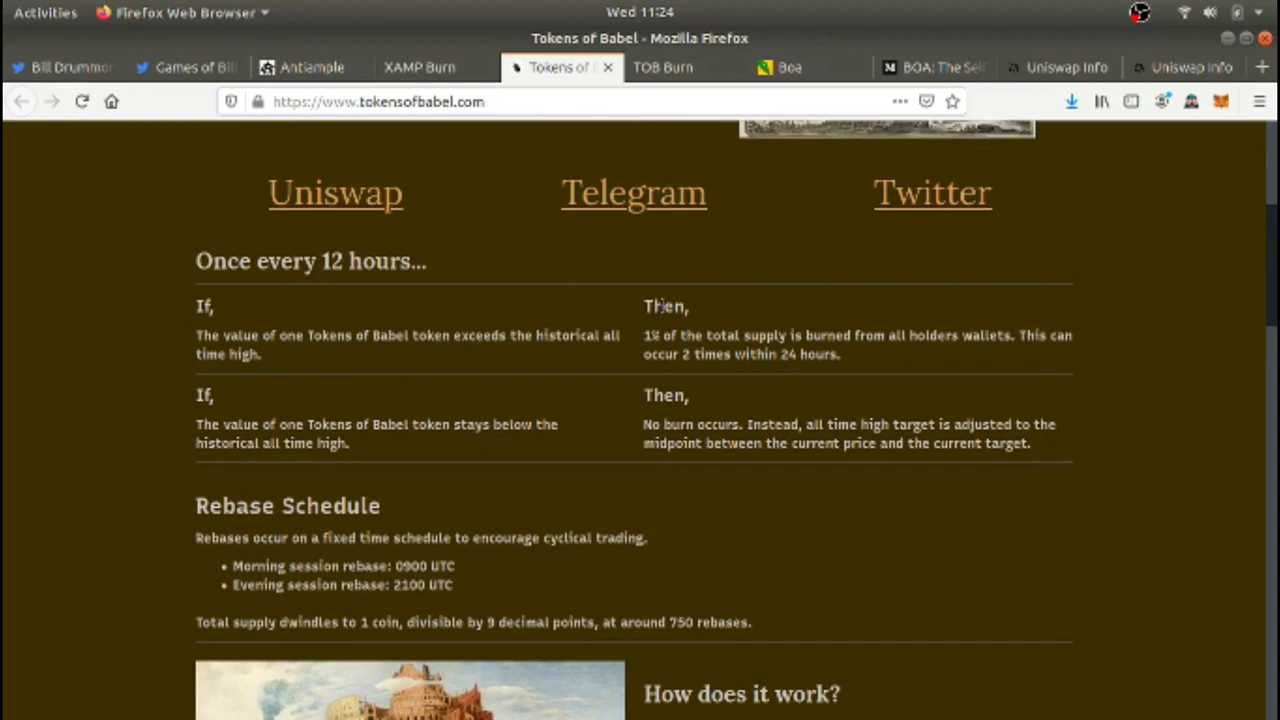 Activities Firefox Web Browser Wed 11:24
Tokens of Babel - Mozilla Firefox
Bill Drummon Games of Bil Antiample XAMP Burn Tokens of B TOB Burn Boa BOA: The Sel Uniswap Info Uniswap Info
https://www.tokensofbabel.com
Uniswap Telegram Twitter
Once every 12 hours...
If, Then,
The value of one Tokens of Babel token exceeds the historical all 1% of the total supply is burned from all holders wallets. This can
time high. occur 2 times within 24 hours.
If, Then,
The value of one Tokens of Babel token stays below the No burn occurs. Instead, all time high target is adjusted to the
historical all time high. midpoint between the current price and the current target.
Rebase Schedule
Rebases occur on a fixed time schedule to encourage cyclical trading.
• Morning session rebase: 0900 UTC
• Evening session rebase: 2100 UTC
Total supply dwindles to 1 coin, divisible by 9 decimal points, at around 750 rebases.
How does it work?